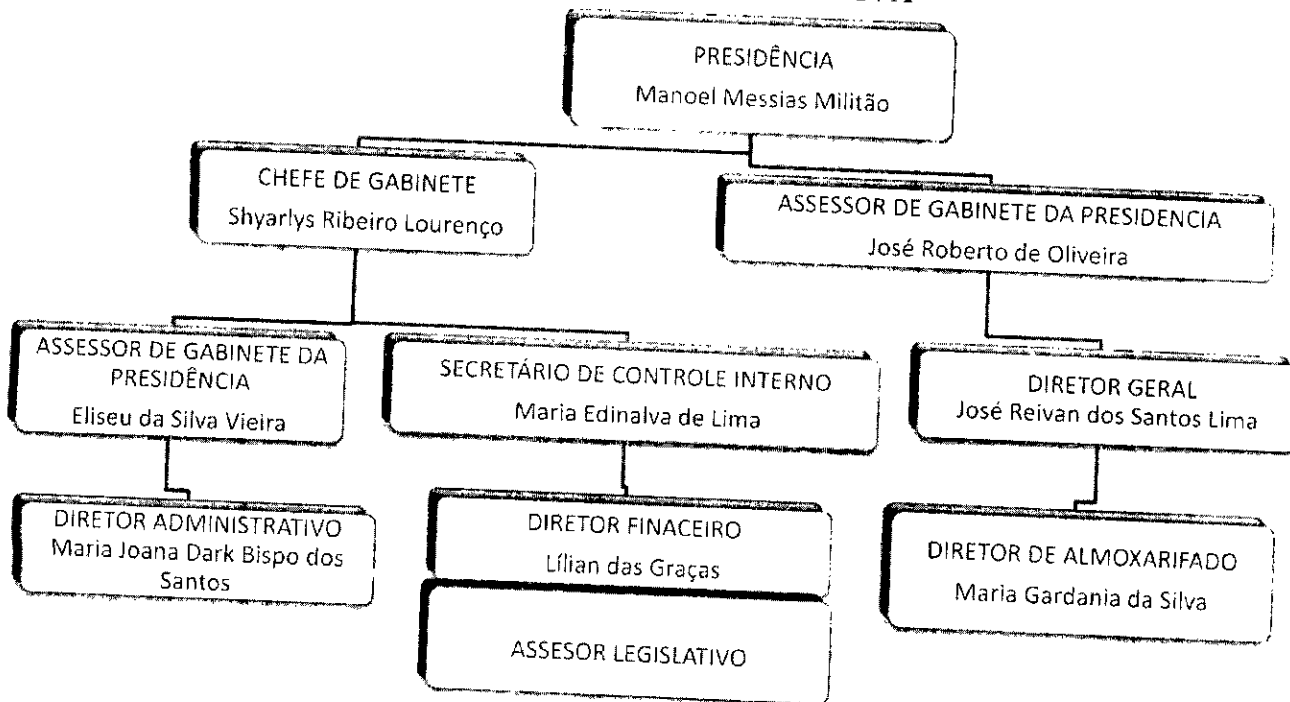 PRESIDÊNCIA
Manoel Messias Militão
CHEFE DE GABINETE
Shyarlys Ribeiro Lourenço
ASSESSOR DE GABINETE DA PRESIDENCIA
José Roberto de Oliveira
ASSESSOR DE GABINETE DA
PRESIDÊNCIA
Eliseu da Silva Vieira
SECRETÁRIO DE CONTROLE INTERNO
Maria Edinalva de Lima
DIRETOR GERAL
José Reivan dos Santos Lima
DIRETOR ADMINISTRATIVO
Maria Joana Dark Bispo dos
Santos
DIRETOR FINACEIRO
Lílian das Graças
DIRETOR DE ALMOXARIFADO
Maria Gardania da Silva
ASSESOR LEGISLATIVO